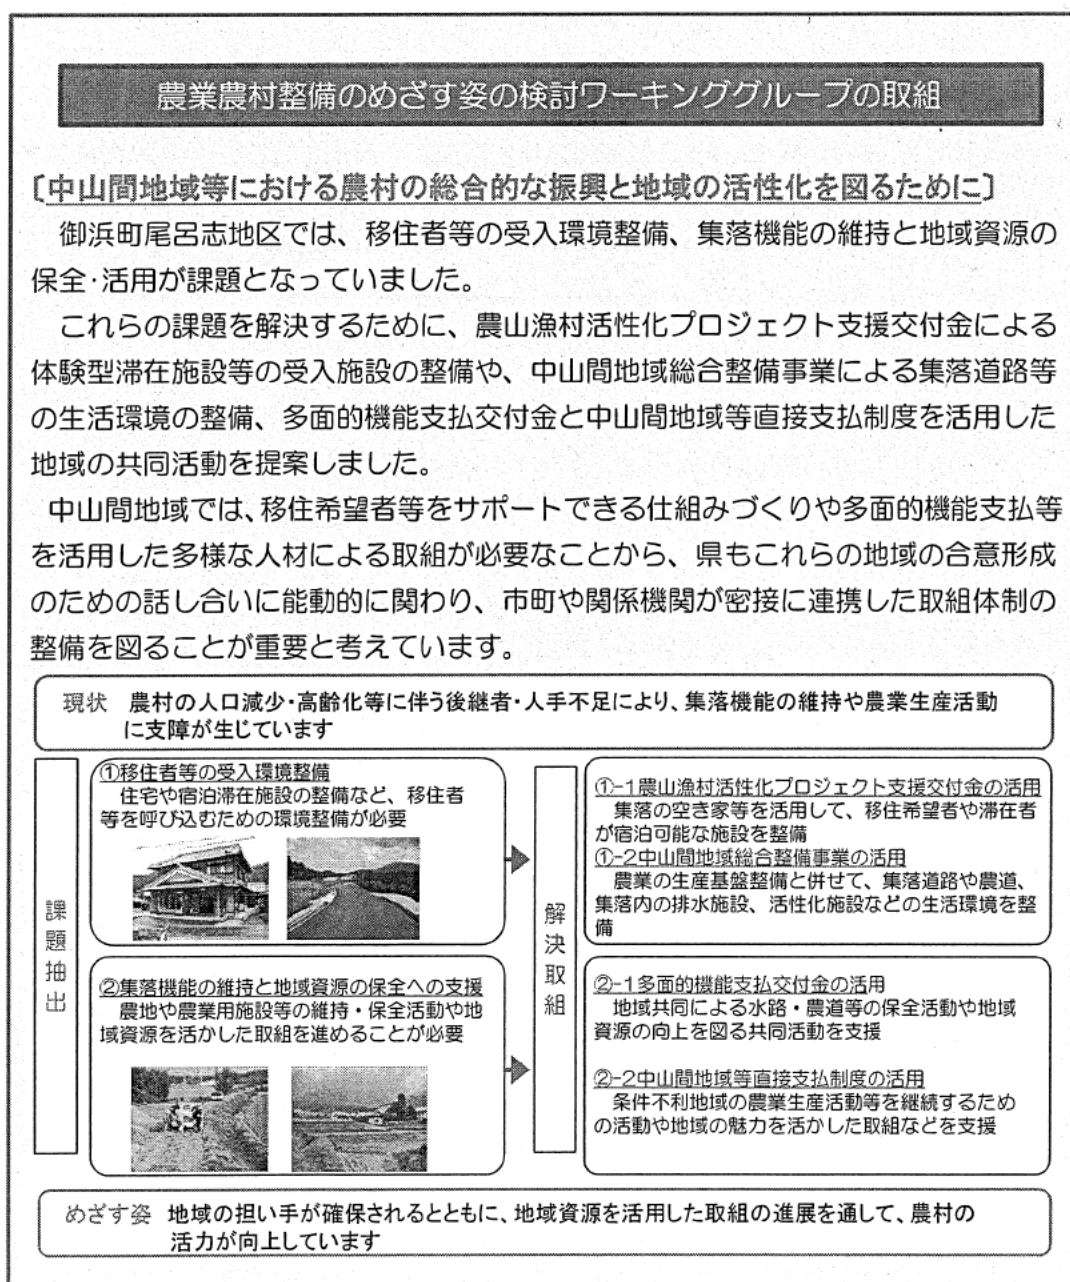 農業農村整備のめざす姿の検討ワーキンググループの取組
〔中山間地域等における農村の総合的な振興と地域の活性化を図るために〕
御浜町尾呂志地区では、移住者等の受入環境整備、集落機能の維持と地域資源の
保全・活用が課題となっていました。
これらの課題を解決するために、農山漁村活性化プロジェクト支援交付金による
体験型滞在施設等の受入施設の整備や、中山間地域総合整備事業による集落道路等
の生活環境の整備、多面的機能支払交付金と中山間地域等直接支払制度を活用した
地域の共同活動を提案しました。
中山間地域では、移住希望者等をサポートできる仕組みづくりや多面的機能支払等
を活用した多様な人材による取組が必要なことから、県もこれらの地域の合意形成
のための話し合いに能動的に関わり、市町や関係機関が密接に連携した取組体制の
整備を図ることが重要と考えています。
現状 農村の人口減少・高齢化等に伴う後継者・人手不足により、集落機能の維持や農業生産活動
に支障が生じています
課題抽出
①移住者等の受入環境整備
住宅や宿泊滞在施設の整備など、移住者
等を呼び込むための環境整備が必要
②集落機能の維持と地域資源の保全への支援
農地や農業用施設等の維持・保全活動や地
域資源を活かした取組を進めることが必要
解決取組
①-1農山漁村活性化プロジェクト支援交付金の活用
集落の空き家等を活用して、移住希望者や滞在者
が宿泊可能な施設を整備
①-2中山間地域総合整備事業の活用
農業の生産基盤整備と併せて、集落道路や農道、
集落内の排水施設、活性化施設などの生活環境を整
備
②-1多面的機能支払交付金の活用
地域共同による水路・農道等の保全活動や地域
資源の向上を図る共同活動を支援
②-2中山間地域等直接支払制度の活用
条件不利地域の農業生産活動等を継続するため
の活動や地域の魅力を活かした取組などを支援
めざす姿 地域の担い手が確保されるとともに、地域資源を活用した取組の進展を通して、農村の
活力が向上しています